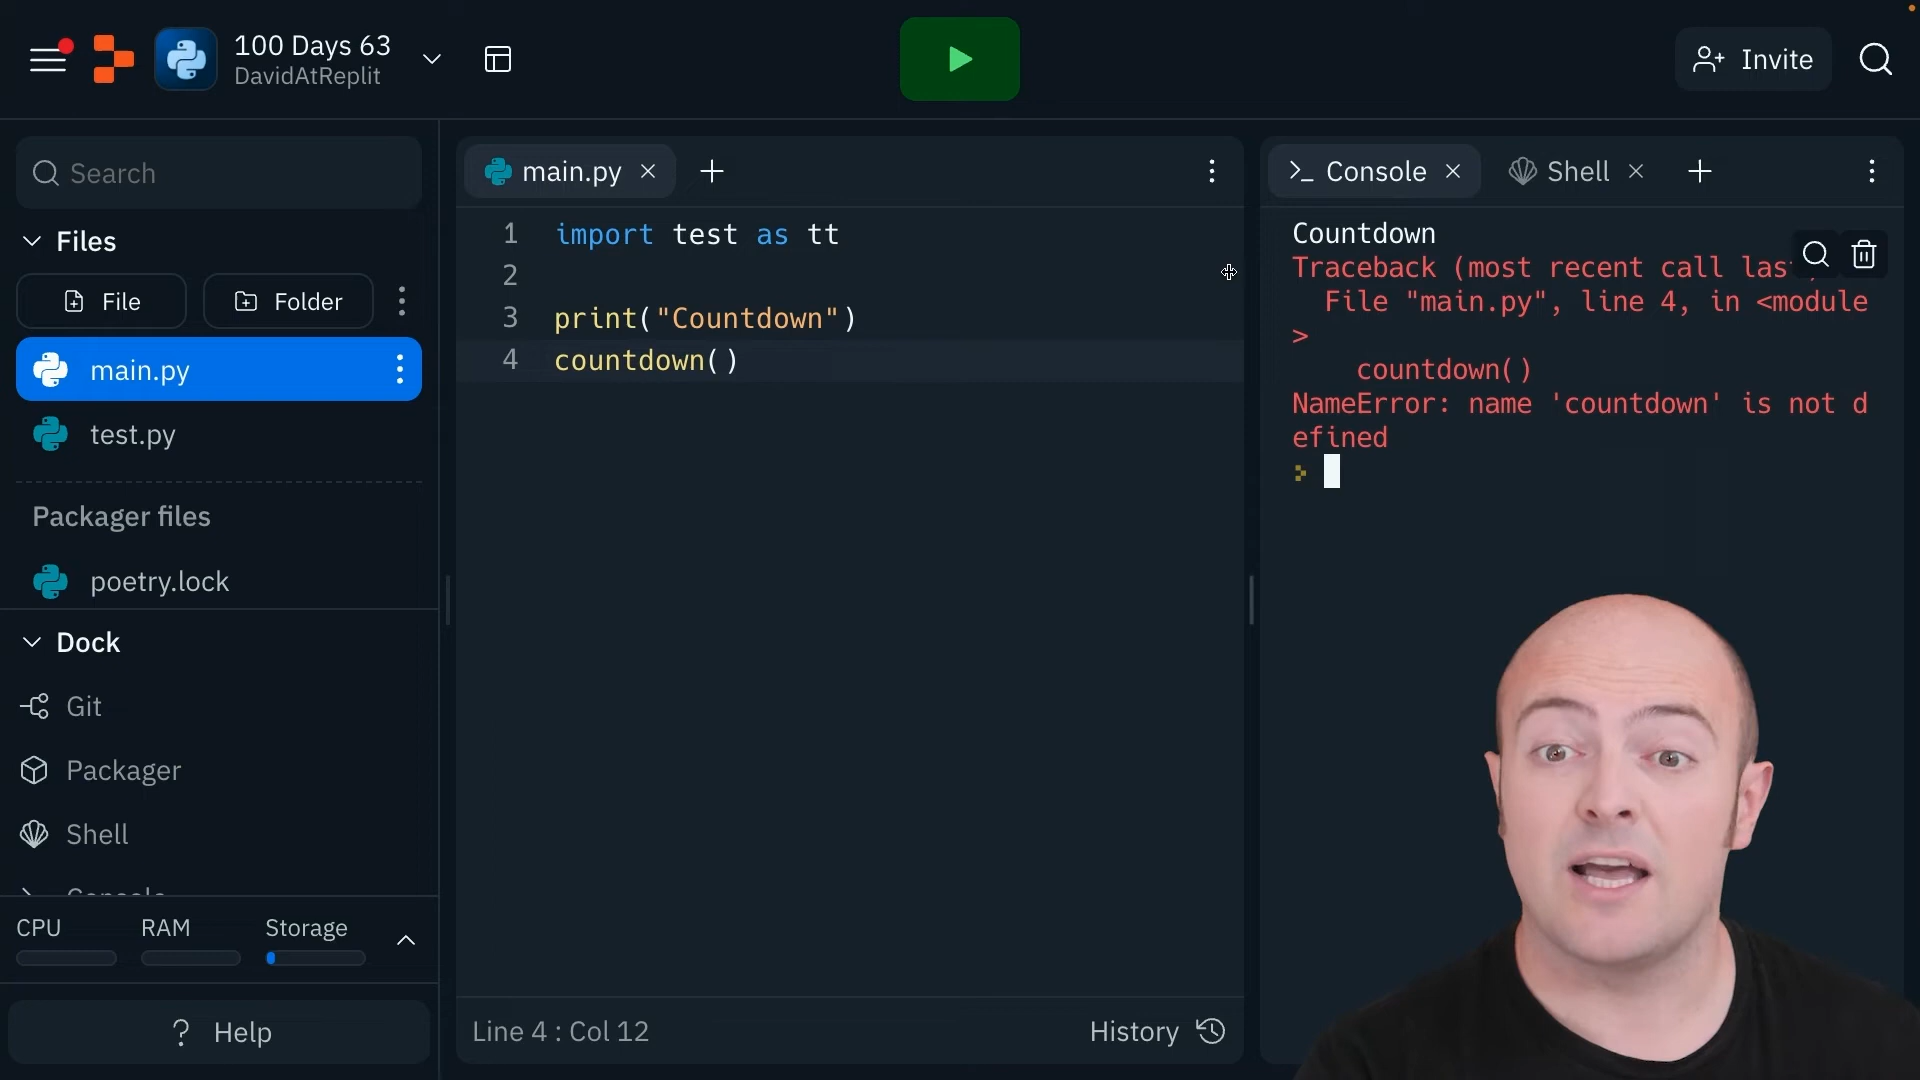 100 Days 63
DavidAtReplit
Invite
Search
Files
File
Folder
main.py
test.py
Packager files
poetry.lock
Dock
Git
Packager
Shell
CPU
RAM
Storage
? Help
main.py
1 import test as tt
2
3 print("Countdown")
4 countdown()
Line 4 : Col 12
History
Console
Shell
Countdown
Traceback (most recent call las
File "main.py", line 4, in <module
>
countdown()
NameError: name 'countdown' is not d
efined